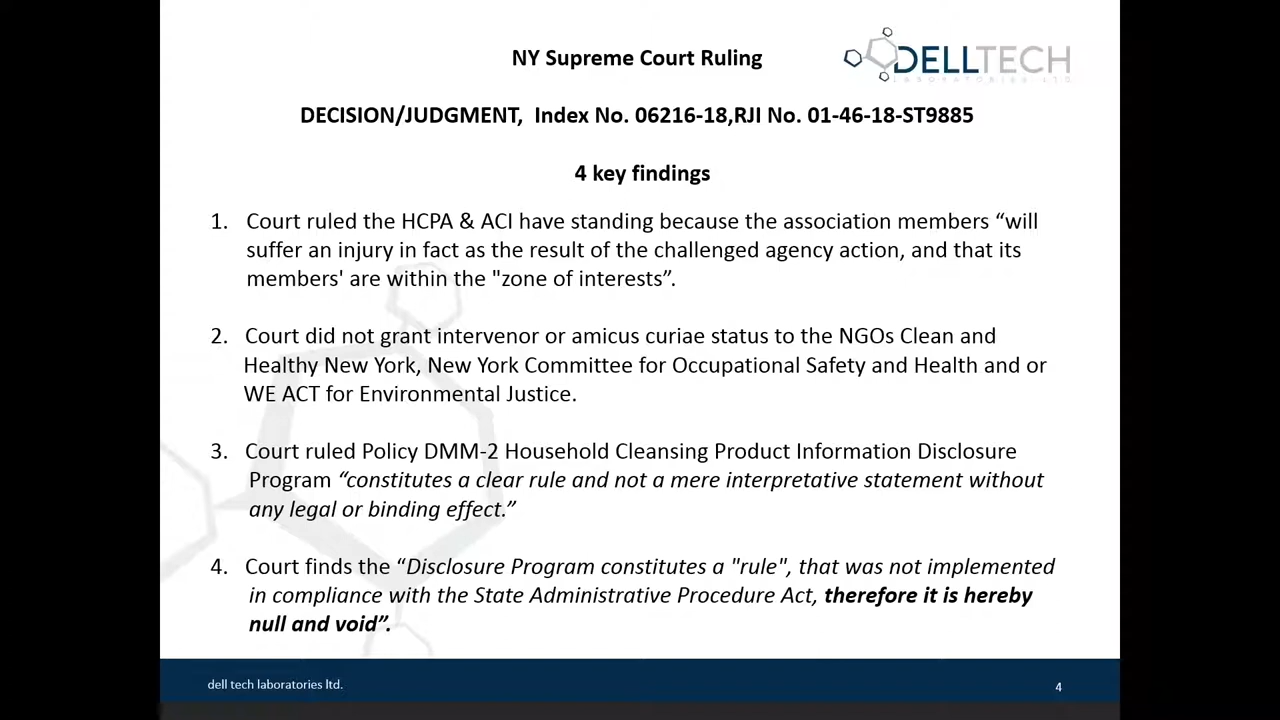 NY Supreme Court Ruling
DELLTECH
LABORATORIES LTD
DECISION/JUDGMENT, Index No. 06216-18,RJI No. 01-46-18-ST9885
4 key findings
1. Court ruled the HCPA & ACI have standing because the association members “will
suffer an injury in fact as the result of the challenged agency action, and that its
members' are within the "zone of interests”.
2. Court did not grant intervenor or amicus curiae status to the NGOs Clean and
Healthy New York, New York Committee for Occupational Safety and Health and or
WE ACT for Environmental Justice.
3. Court ruled Policy DMM-2 Household Cleansing Product Information Disclosure
Program “constitutes a clear rule and not a mere interpretative statement without
any legal or binding effect.”
4. Court finds the “Disclosure Program constitutes a "rule", that was not implemented
in compliance with the State Administrative Procedure Act, therefore it is hereby
null and void”.
dell tech laboratories ltd.
4